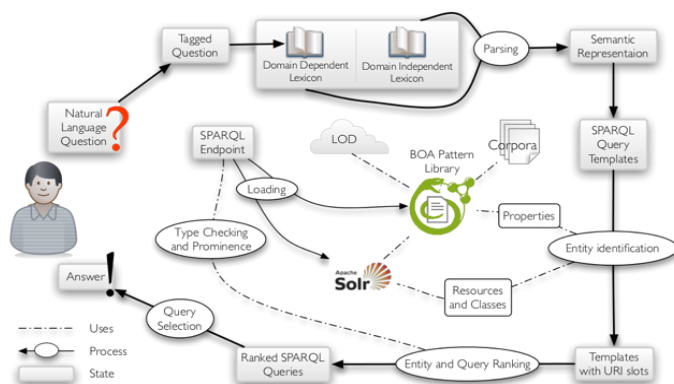 Tagged
Question
Domain Dependent
Lexicon
Domain Independent
Lexicon
Parsing
Semantic
Representaion
Natural
Language
Question
?
SPARQL
Endpoint
LOD
BOA Pattern
Library
Corpora
SPARQL
Query
Templates
Loading
Properties
Type Checking
and Prominence
Entity identification
Apache
Solr
Resources
and Classes
Answer
!
Query
Selection
Uses
Process
State
Ranked SPARQL
Queries
Entity and Query Ranking
Templates
with URI slots